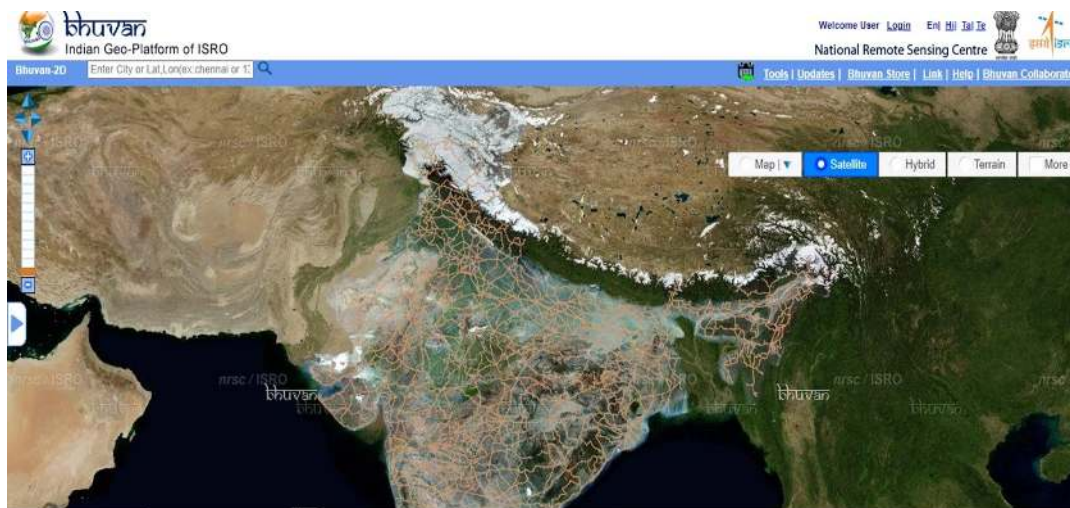 bhuvan
Indian Geo-Platform of ISRO
Welcome User Login En| Hi| Ta| Te
National Remote Sensing Centre
Bhuvan-2D
Enter City or Lat,Lon(ex:chennai or 1
Tools | Updates | Bhuvan Store | Link | Help | Bhuvan Collaborat
Map | ▼ Satellite Hybrid Terrain More
nrsc / ISRO
nrsc / ISRO
bhuvan
bhuvan
bhuvan